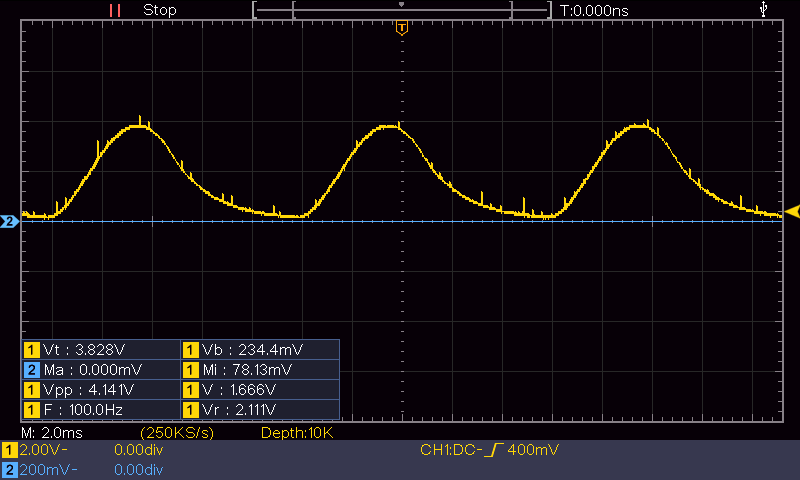 Stop T:0.000ns
T
2
1 Vt : 3.828V 1 Vb : 234.4mV
2 Ma : 0.000mV 1 Mi : 78.13mV
1 Vpp : 4.141V 1 V : 1.666V
1 F : 100.0Hz 1 Vr : 2.111V
M: 2.0ms (250KS/s) Depth:10K
1 2.00V- 0.00div CH1:DC- 400mV
2 200mV- 0.00div